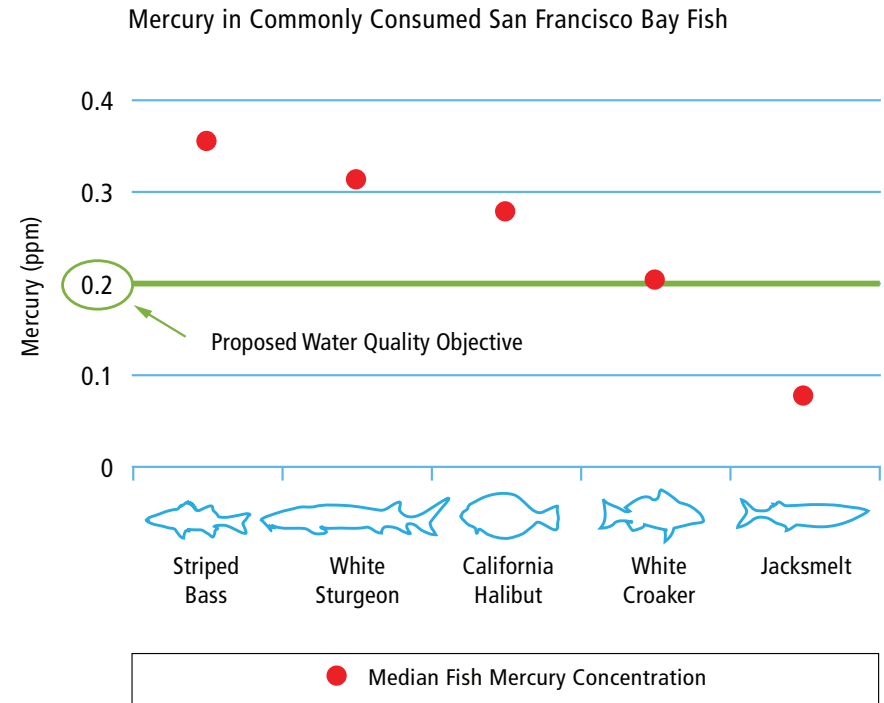 Mercury in Commonly Consumed San Francisco Bay Fish
0.4
0.3
Mercury (ppm)
0.2
Proposed Water Quality Objective
0.1
0
Striped
Bass
White
Sturgeon
California
Halibut
White
Croaker
Jacksmelt
Median Fish Mercury Concentration